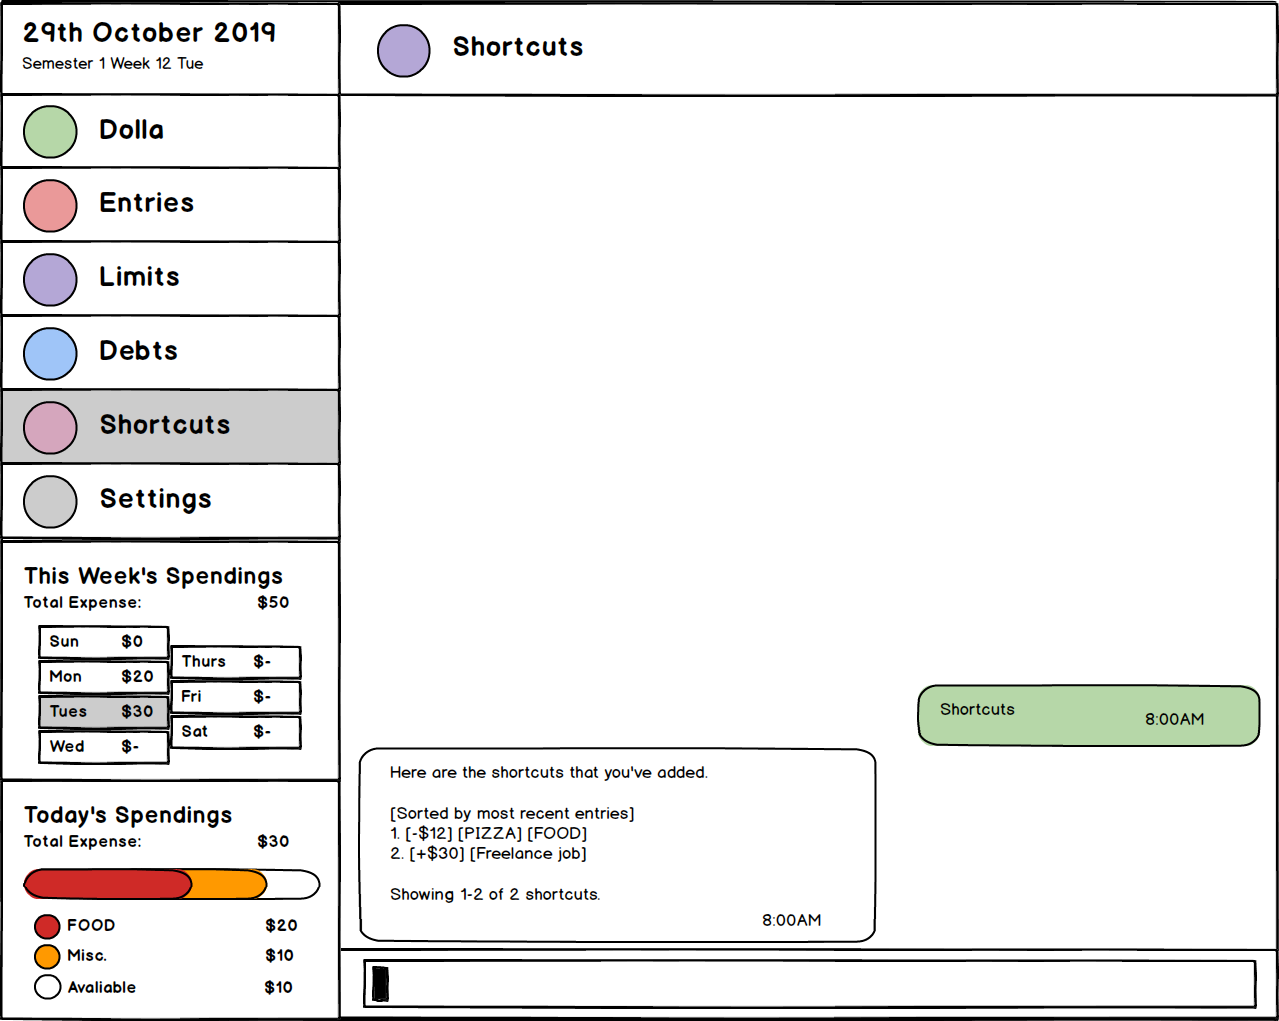 29th October 2019
Semester 1 Week 12 Tue
Dolla
Entries
Limits
Debts
Shortcuts
Settings
This Week's Spendings
Total Expense: $50
Sun $0
Mon $20
Tues $30
Wed $-
Thurs $-
Fri $-
Sat $-
Today's Spendings
Total Expense: $30
FOOD $20
Misc. $10
Avaliable $10
Shortcuts
Shortcuts
8:00AM
Here are the shortcuts that you've added.
[Sorted by most recent entries]
1. [-$12] [PIZZA] [FOOD]
2. [+$30] [Freelance job]
Showing 1-2 of 2 shortcuts.
8:00AM